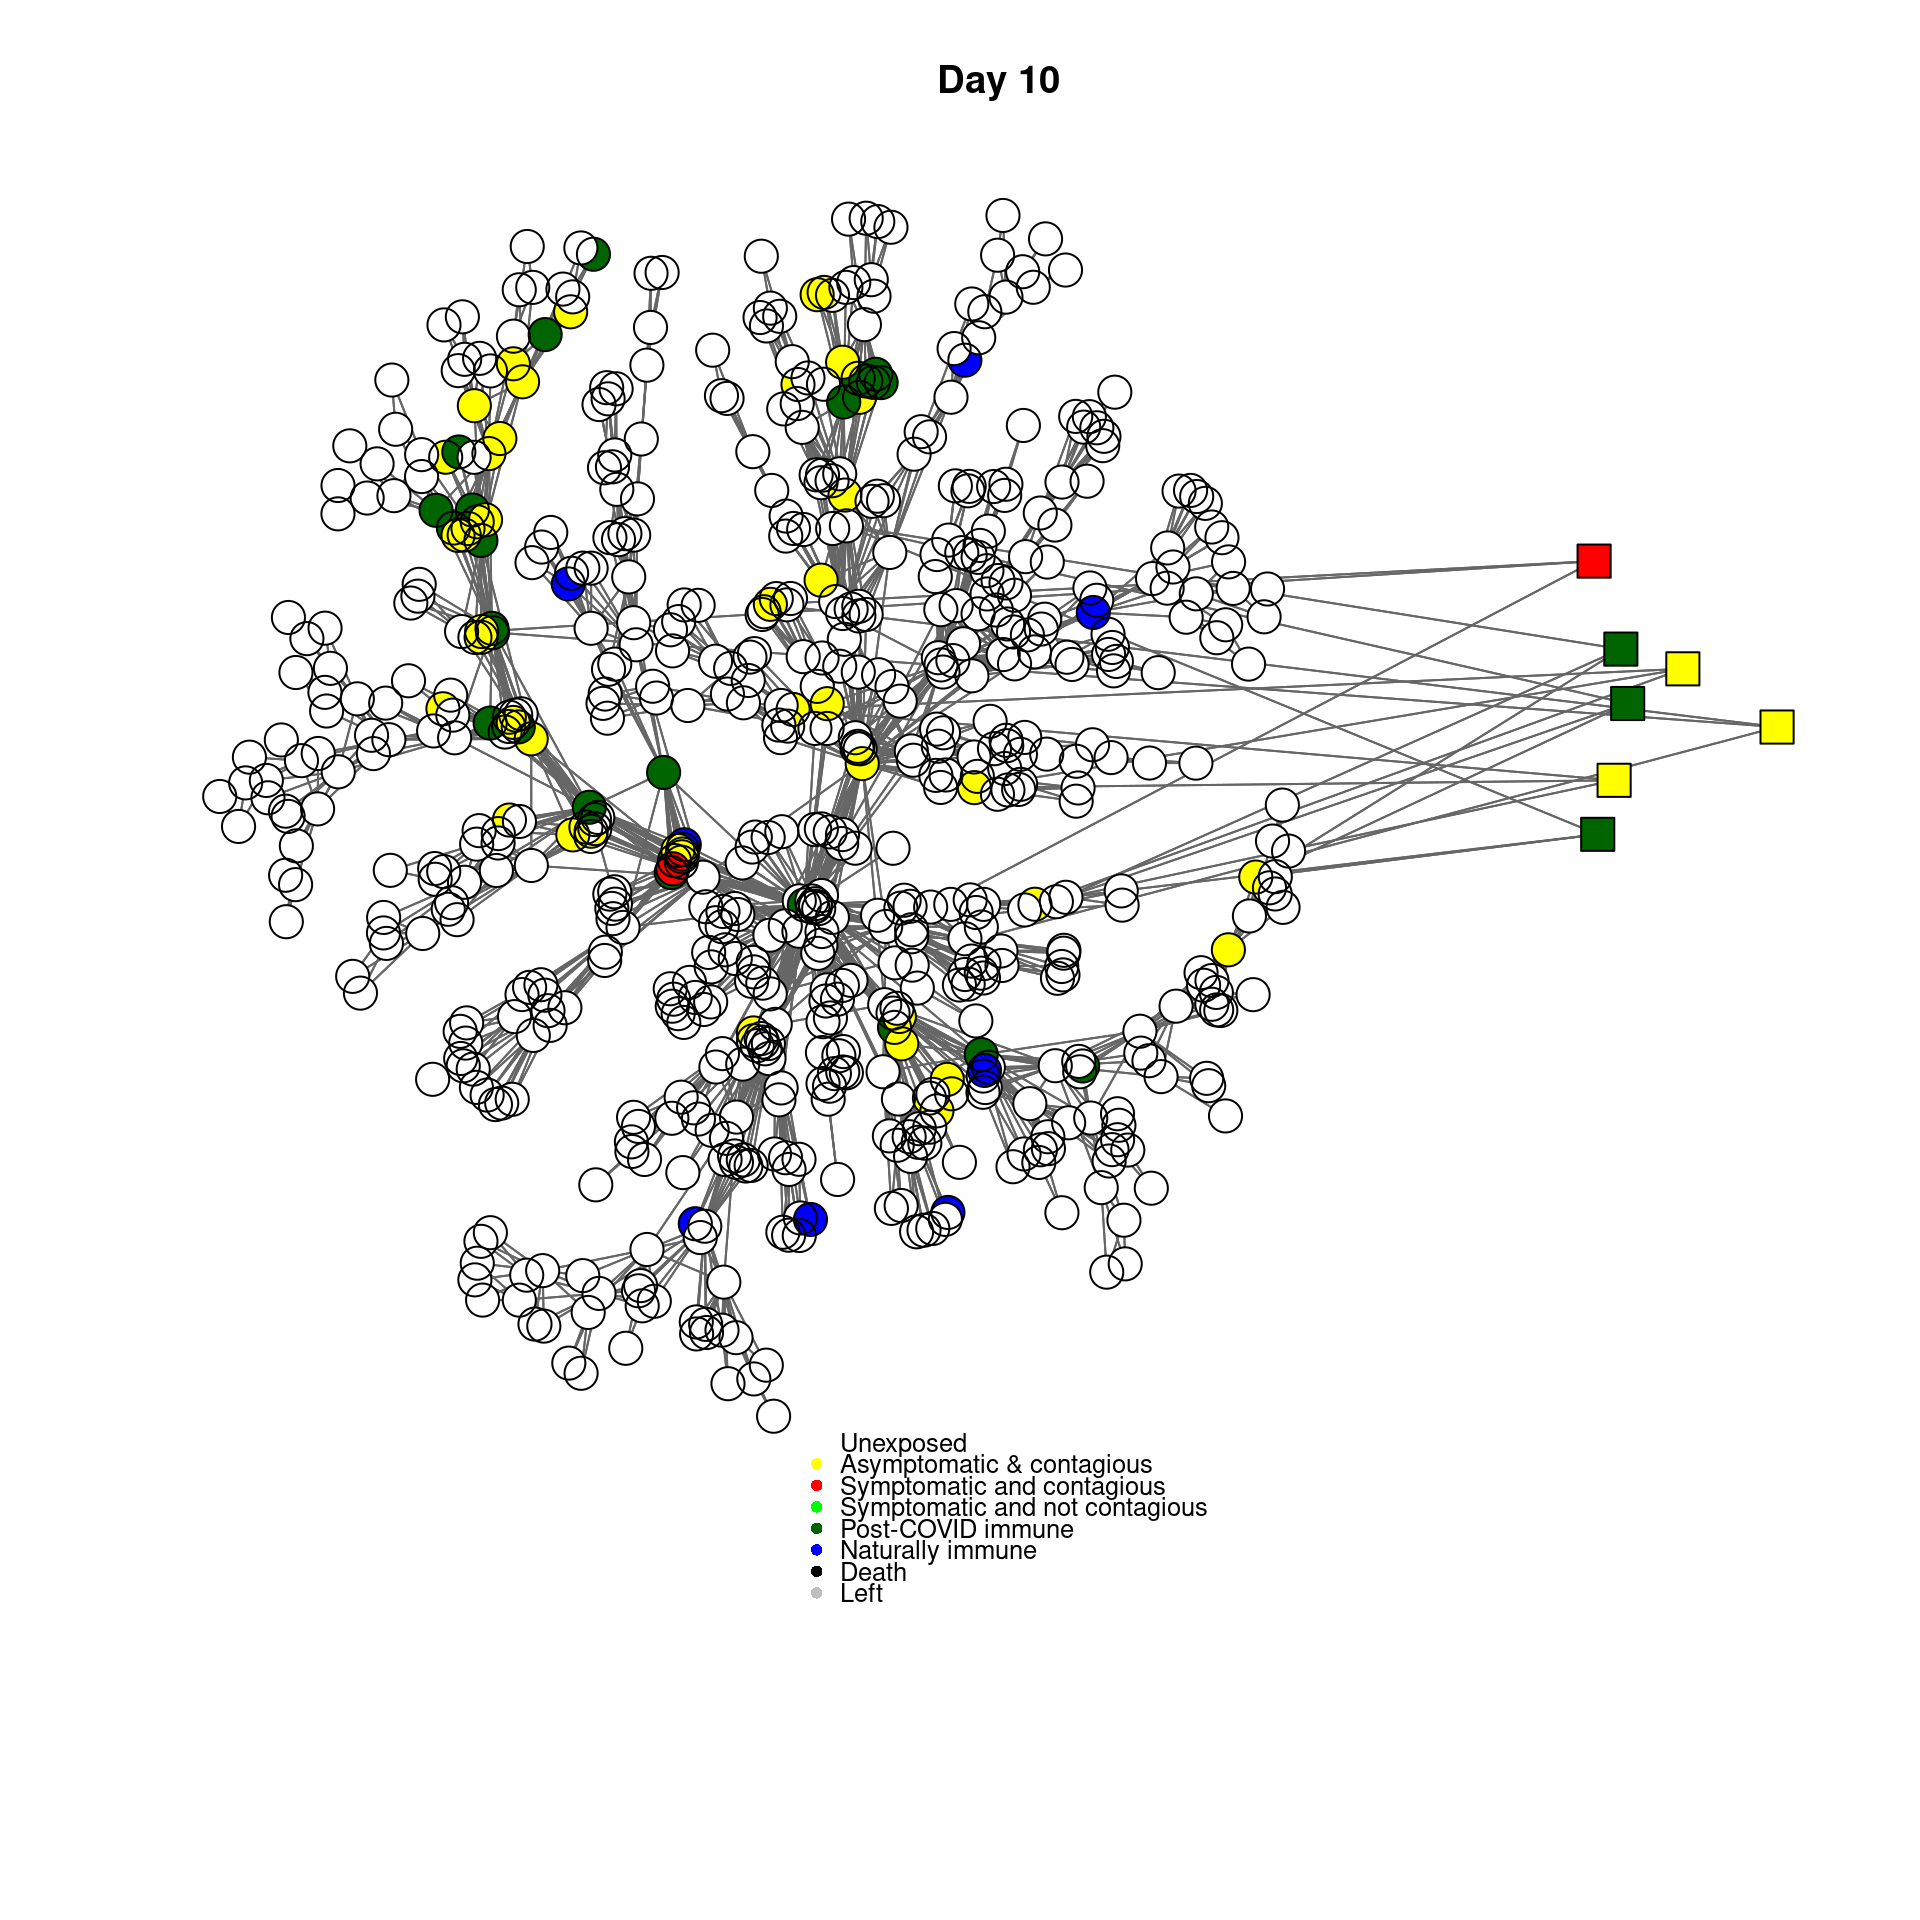 Day 10
Unexposed
Asymptomatic & contagious
Symptomatic and contagious
Symptomatic and not contagious
Post-COVID immune
Naturally immune
Death
Left